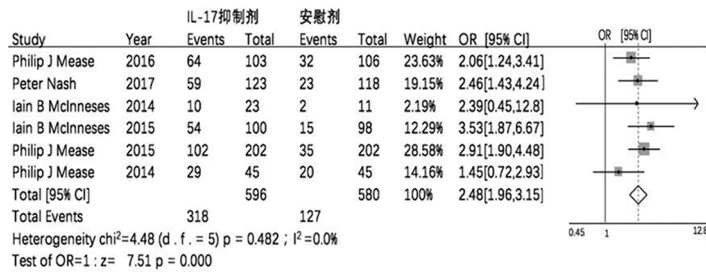 IL-17抑制剂 安慰剂
Study Year Events Total Events Total Weight OR [95% CI] OR
Philip J Mease 2016 64 103 32 106 23.63% 2.06[1.24,3.41]
Peter Nash 2017 59 123 23 118 19.15% 2.46[1.43,4.24]
Iain B McInneses 2014 10 23 2 11 2.19% 2.39[0.45,12.8]
Iain B McInneses 2015 54 100 15 98 12.29% 3.53[1.87,6.67]
Philip J Mease 2015 102 202 35 202 28.58% 2.91[1.90,4.48]
Philip J Mease 2014 29 45 20 45 14.16% 1.45[0.72,2.93]
Total [95% CI] 596 580 100% 2.48[1.96,3.15]
Total Events 318 127
0.45 1 12.8
Heterogeneity chi²=4.48 (d . f . = 5) p = 0.482 ; I² =0.0%
Test of OR=1 : z= 7.51 p = 0.000